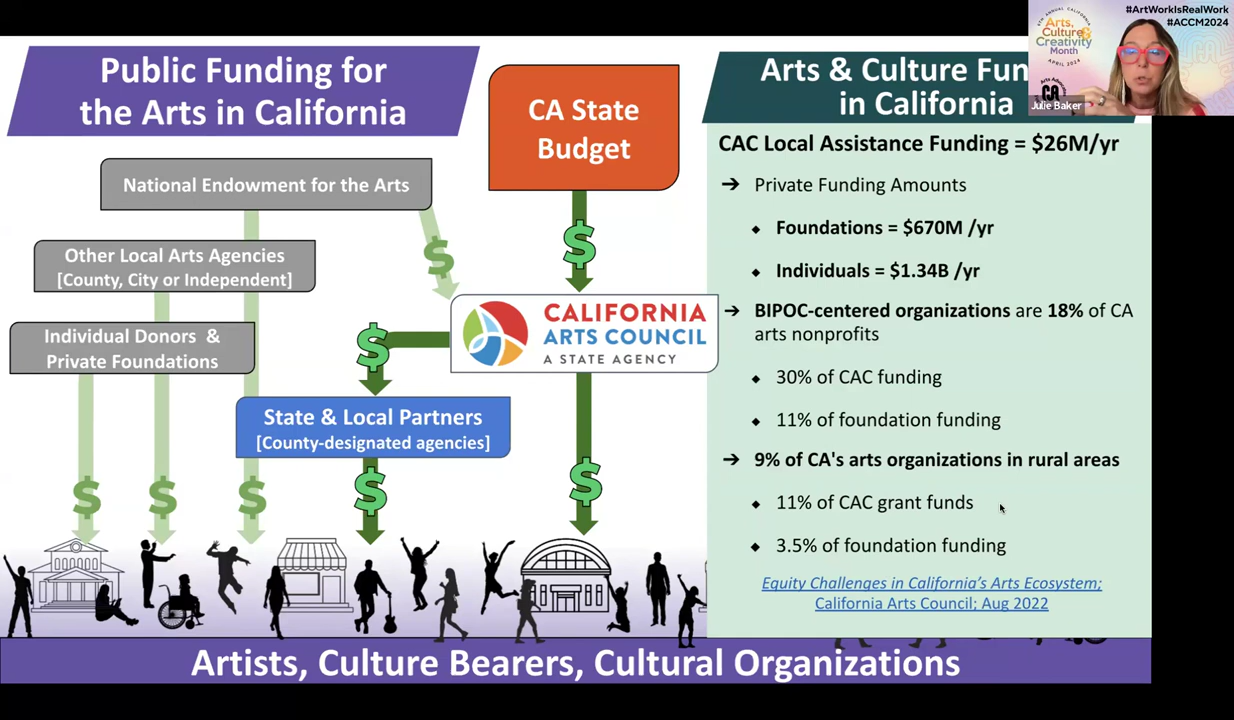 Public Funding for
the Arts in California
CA State
Budget
National Endowment for the Arts
Other Local Arts Agencies
[County, City or Independent]
Individual Donors &
Private Foundations
CALIFORNIA
ARTS COUNCIL
A STATE AGENCY
State & Local Partners
[County-designated agencies]
$
$
$
$
$
$
$
$
Arts & Culture Fun
in California
CAC Local Assistance Funding = $26M/yr
➔ Private Funding Amounts
◆ Foundations = $670M /yr
◆ Individuals = $1.34B /yr
➔ BIPOC-centered organizations are 18% of CA
arts nonprofits
◆ 30% of CAC funding
◆ 11% of foundation funding
➔ 9% of CA's arts organizations in rural areas
◆ 11% of CAC grant funds
◆ 3.5% of foundation funding
Equity Challenges in California's Arts Ecosystem;
California Arts Council; Aug 2022
Artists, Culture Bearers, Cultural Organizations
#ArtWorkIsRealWork
#ACCM2024
ANNUAL CALIFORNIA
Arts,
Culture &
Creativity
Month
APRIL 2024
CA
Julie Baker